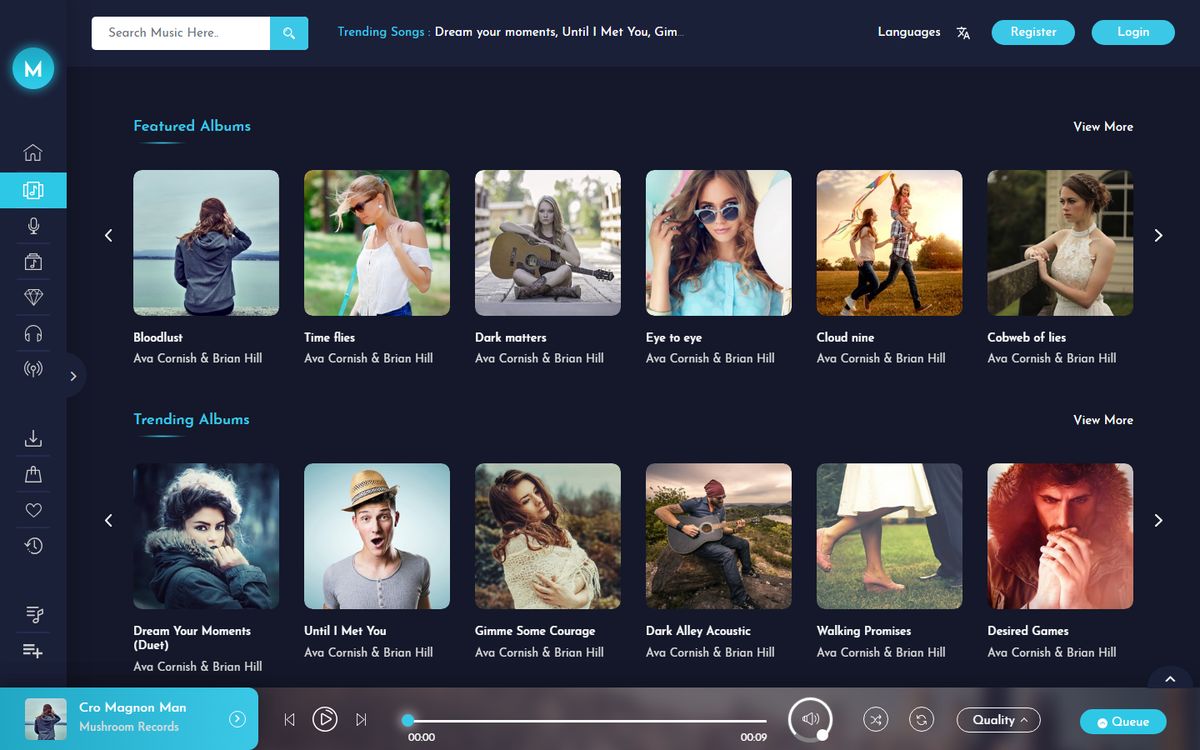 Search Music Here..
Trending Songs : Dream your moments, Until I Met You, Gim...
Languages
Register
Login
M
Featured Albums
View More
Bloodlust
Ava Cornish & Brian Hill
Time flies
Ava Cornish & Brian Hill
Dark matters
Ava Cornish & Brian Hill
Eye to eye
Ava Cornish & Brian Hill
Cloud nine
Ava Cornish & Brian Hill
Cobweb of lies
Ava Cornish & Brian Hill
Trending Albums
View More
Dream Your Moments
(Duet)
Ava Cornish & Brian Hill
Until I Met You
Ava Cornish & Brian Hill
Gimme Some Courage
Ava Cornish & Brian Hill
Dark Alley Acoustic
Ava Cornish & Brian Hill
Walking Promises
Ava Cornish & Brian Hill
Desired Games
Ava Cornish & Brian Hill
Cro Magnon Man
Mushroom Records
00:00
00:09
Quality
Queue